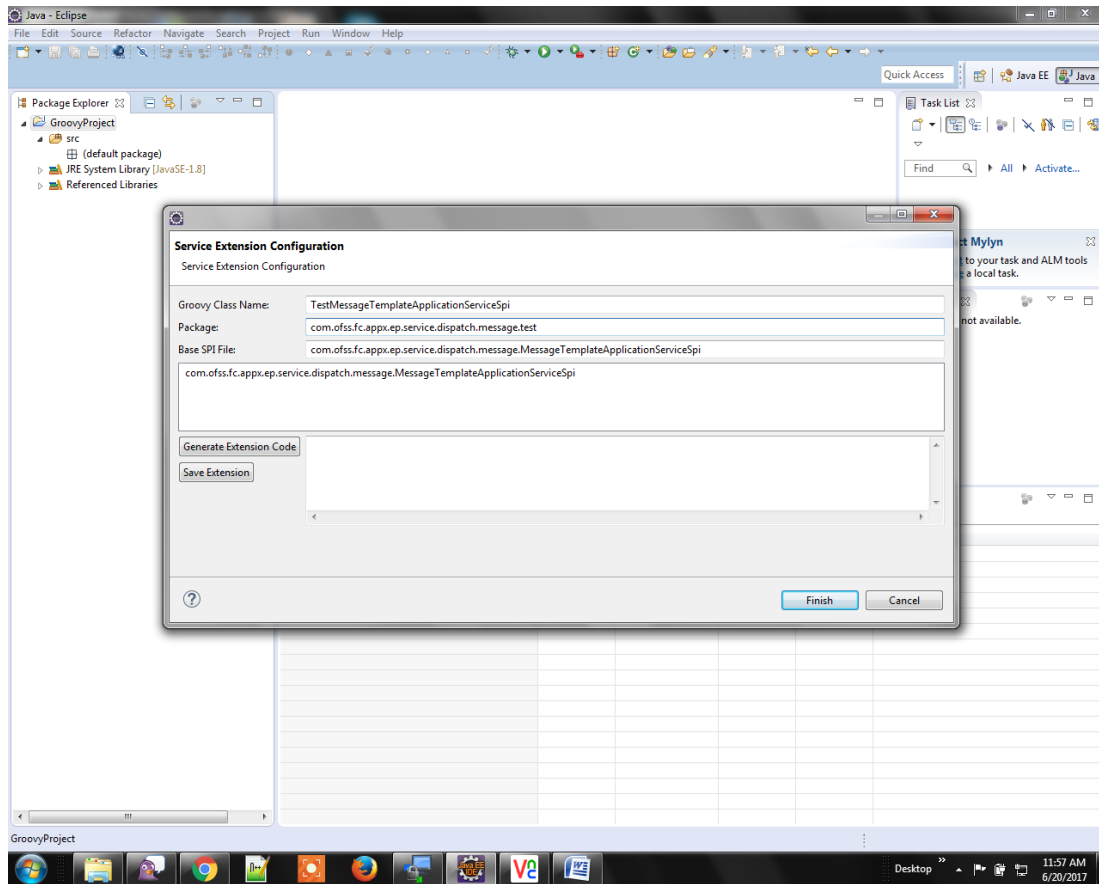 Java - Eclipse
File Edit Source Refactor Navigate Search Project Run Window Help
Quick Access
Java EE
Java
Package Explorer
GroovyProject
src
(default package)
JRE System Library [JavaSE-1.8]
Referenced Libraries
Task List
Find
All
Activate...
ct Mylyn
to your task and ALM tools
a local task.
not available.
Service Extension Configuration
Service Extension Configuration
Groovy Class Name: TestMessageTemplateApplicationServiceSpi
Package: com.ofss.fc.appx.ep.service.dispatch.message.test
Base SPI File: com.ofss.fc.appx.ep.service.dispatch.message.MessageTemplateApplicationServiceSpi
com.ofss.fc.appx.ep.service.dispatch.message.MessageTemplateApplicationServiceSpi
Generate Extension Code
Save Extension
Finish
Cancel
GroovyProject
Desktop
11:57 AM
6/20/2017